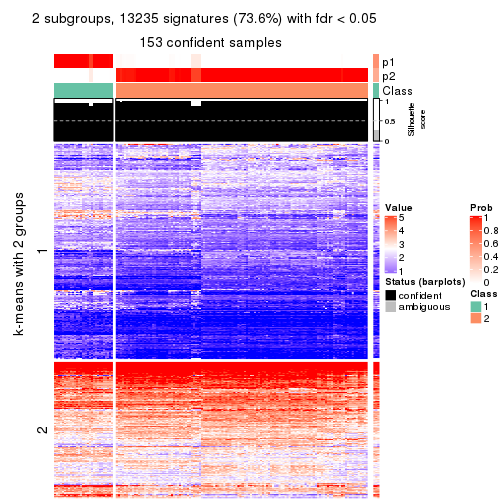 2 subgroups, 13235 signatures (73.6%) with fdr < 0.05
153 confident samples
p1
p2
Class
1
0.5
0
Silhouette
score
k-means with 2 groups
1
2
Value
5
4
3
2
1
Status (barplots)
confident
ambiguous
Prob
1
0.8
0.6
0.4
0.2
0
Class
1
2